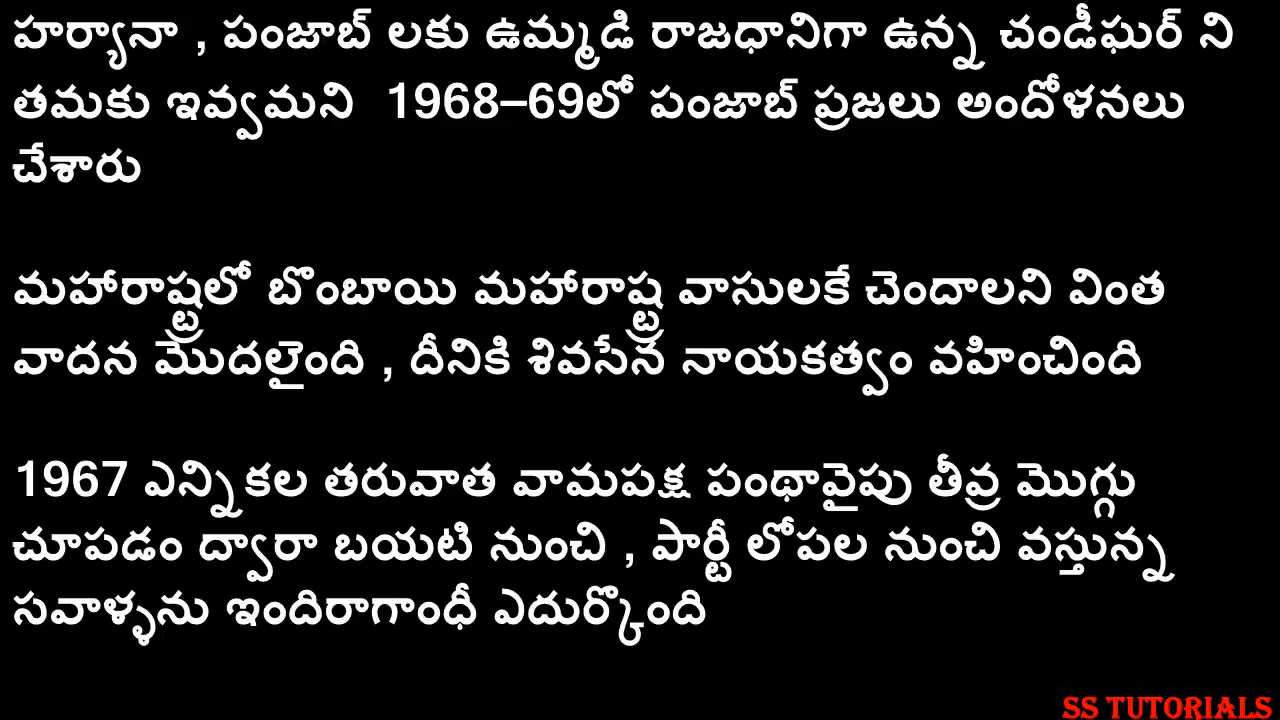 హర్యానా , పంజాబ్ లకు ఉమ్మడి రాజధానిగా ఉన్న చండీఘర్ ని
తమకు ఇవ్వమని 1968–69లో పంజాబ్ ప్రజలు అందోళనలు
చేశారు
మహారాష్ట్రలో బొంబాయి మహారాష్ట్ర వాసులకే చెందాలని వింత
వాదన మొదలైంది , దీనికి శివసేన నాయకత్వం వహించింది
1967 ఎన్నికల తరువాత వామపక్ష పంథావైపు తీవ్ర మొగ్గు
చూపడం ద్వారా బయటి నుంచి , పార్టీ లోపల నుంచి వస్తున్న
సవాళ్ళను ఇందిరాగాంధీ ఎదుర్కొంది
SS TUTORIALS